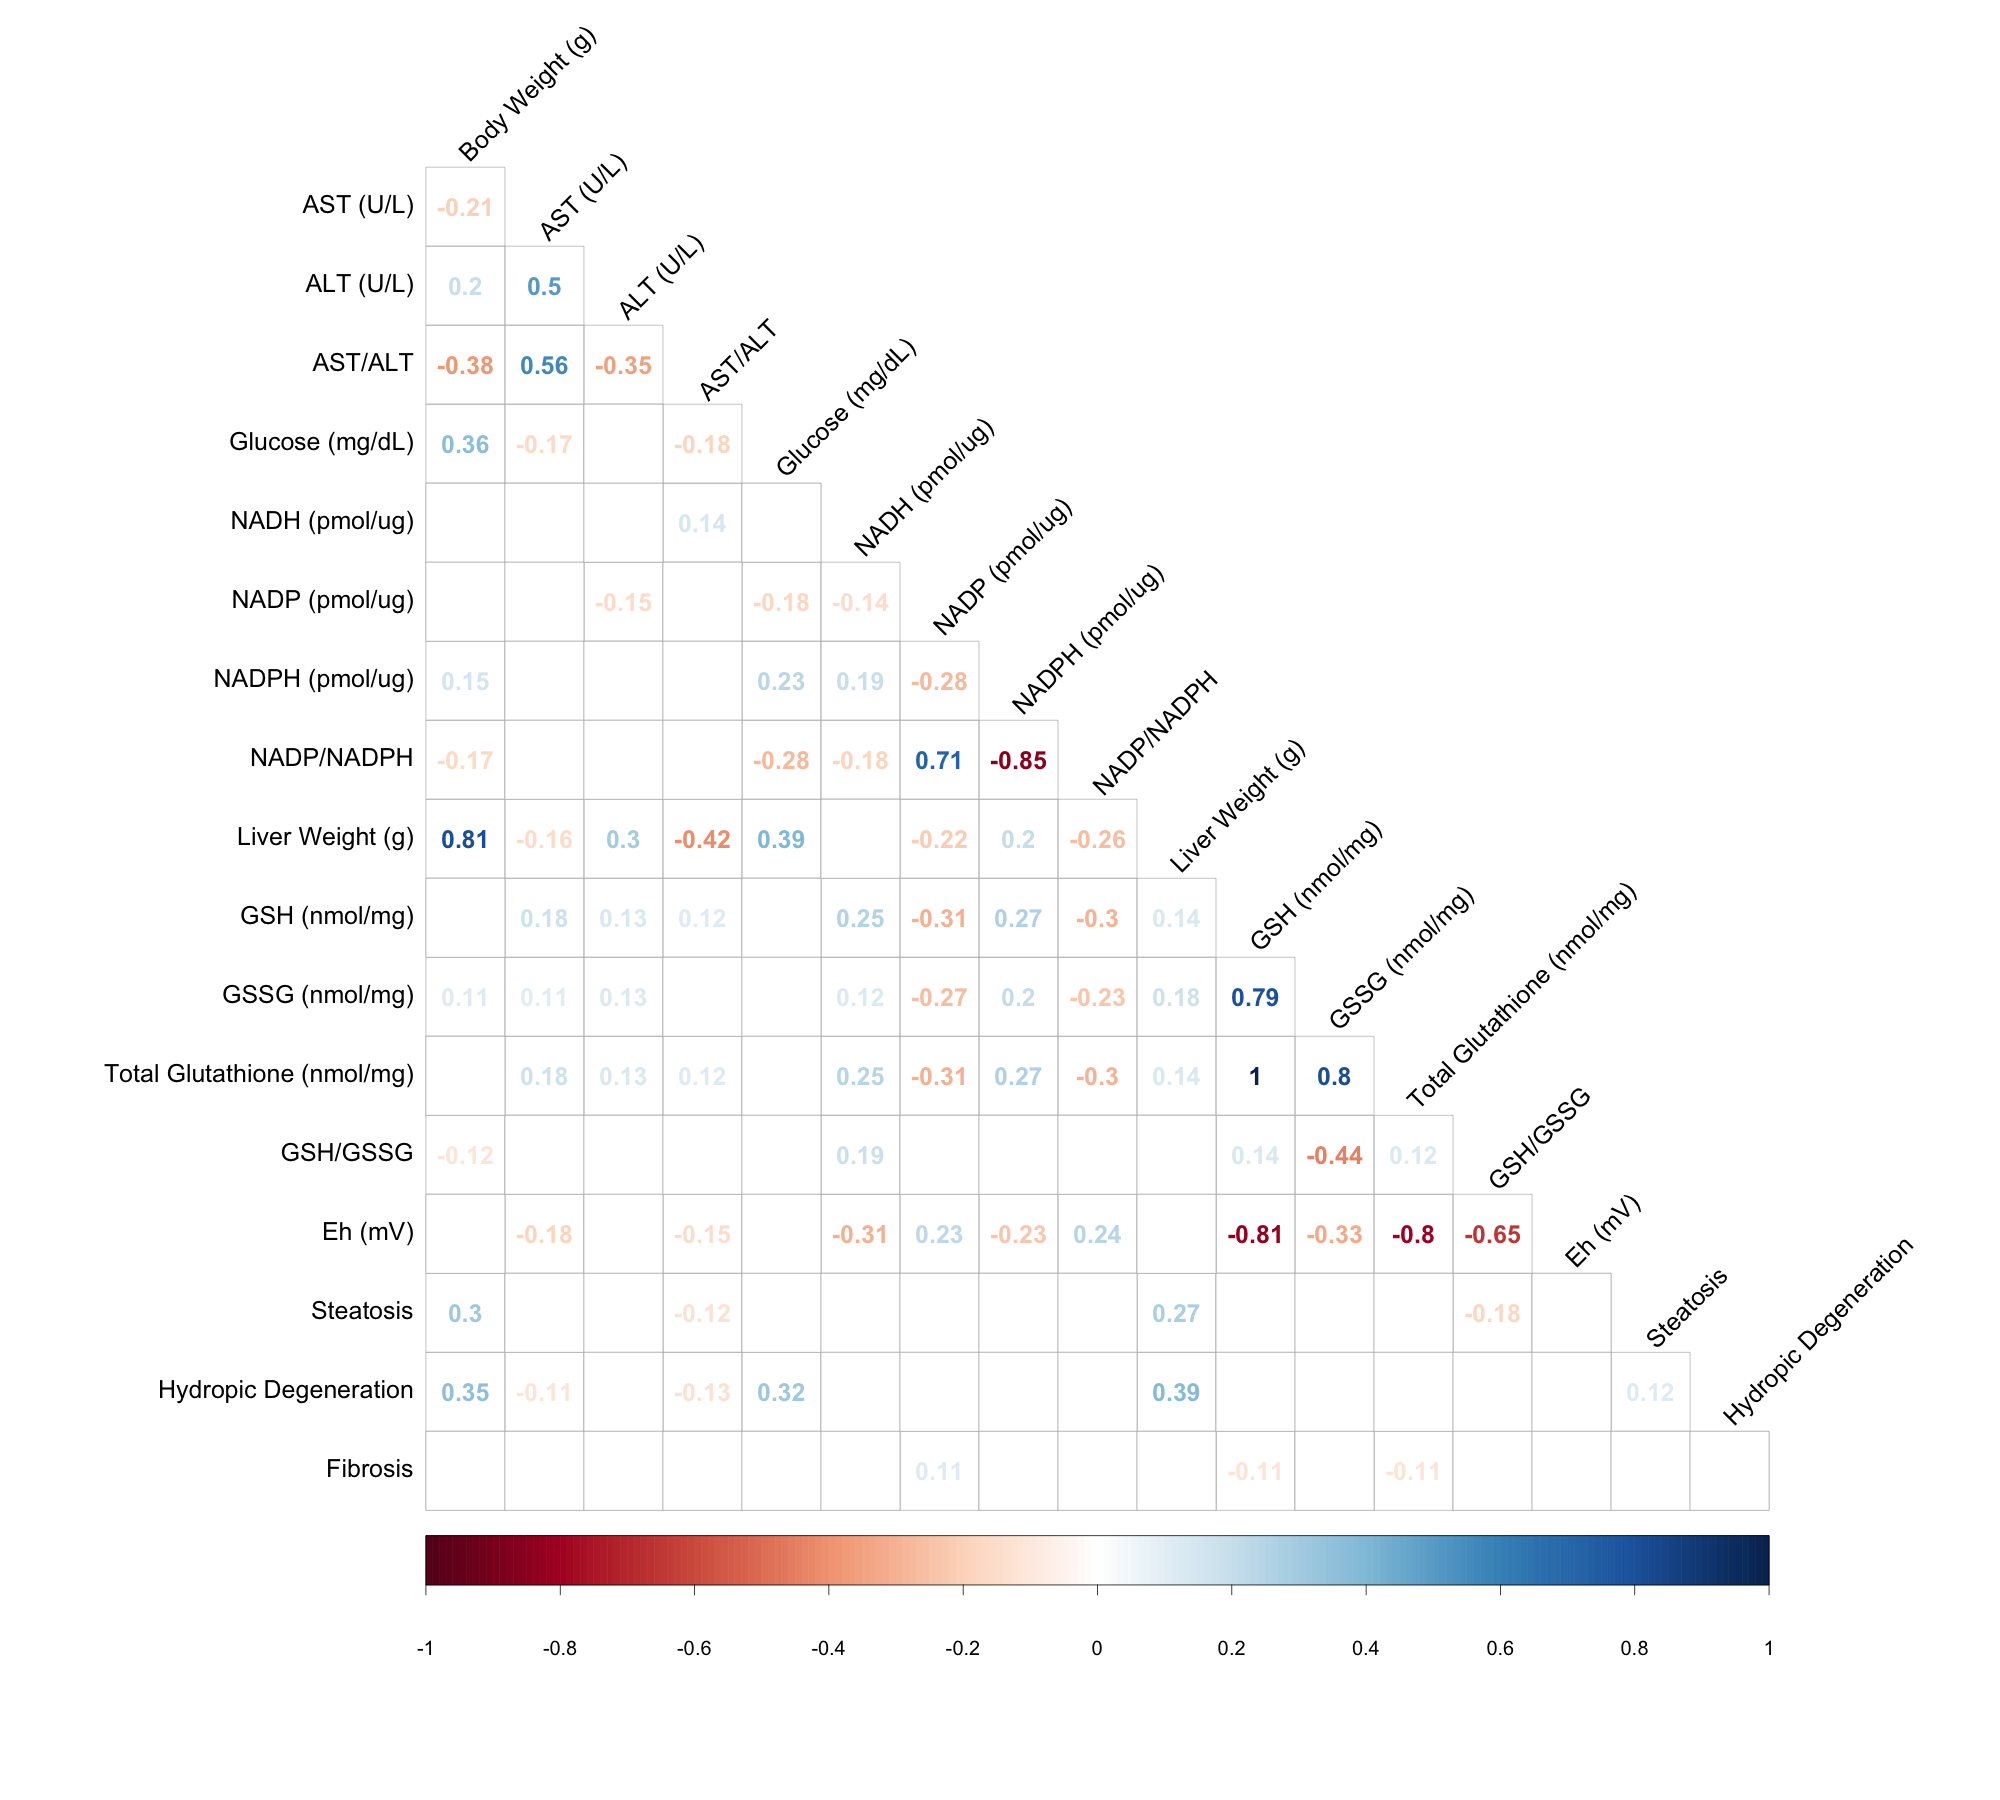 Body Weight (g)
AST (U/L) -0.21 AST (U/L)
ALT (U/L) 0.2 0.5 ALT (U/L)
AST/ALT -0.38 0.56 -0.35 AST/ALT
Glucose (mg/dL) 0.36 -0.17 -0.18 Glucose (mg/dL)
NADH (pmol/ug) 0.14 NADH (pmol/ug)
NADP (pmol/ug) -0.15 -0.18 -0.14 NADP (pmol/ug)
NADPH (pmol/ug) 0.15 0.23 0.19 -0.28 NADPH (pmol/ug)
NADP/NADPH -0.17 -0.28 -0.18 0.71 -0.85 NADP/NADPH
Liver Weight (g) 0.81 -0.16 0.3 -0.42 0.39 -0.22 0.2 -0.26 Liver Weight (g)
GSH (nmol/mg) 0.18 0.13 0.12 0.25 -0.31 0.27 -0.3 0.14 GSH (nmol/mg)
GSSG (nmol/mg) 0.11 0.11 0.13 0.12 -0.27 0.2 -0.23 0.18 0.79 GSSG (nmol/mg)
Total Glutathione (nmol/mg) 0.18 0.13 0.12 0.25 -0.31 0.27 -0.3 0.14 1 0.8 Total Glutathione (nmol/mg)
GSH/GSSG -0.12 0.19 0.14 -0.44 0.12 GSH/GSSG
Eh (mV) -0.18 -0.15 -0.31 0.23 -0.23 0.24 -0.81 -0.33 -0.8 -0.65 Eh (mV)
Steatosis 0.3 -0.12 0.27 -0.18 Steatosis
Hydropic Degeneration 0.35 -0.11 -0.13 0.32 0.39 0.12 Hydropic Degeneration
Fibrosis 0.11 -0.11 -0.11
-1 -0.8 -0.6 -0.4 -0.2 0 0.2 0.4 0.6 0.8 1